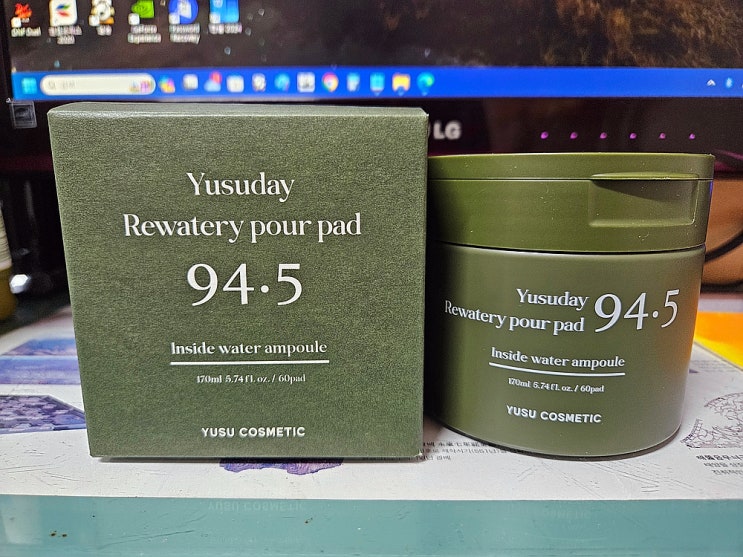 LG
Yusuday
Rewatery pour pad
94.5
Inside water ampoule
170ml 5.74 fl. oz. / 60pad
YUSU COSMETIC
Yusuday
Rewatery pour pad
94.5
Inside water ampoule
170ml 5.74 fl. oz. / 60pad
YUSU COSMETIC